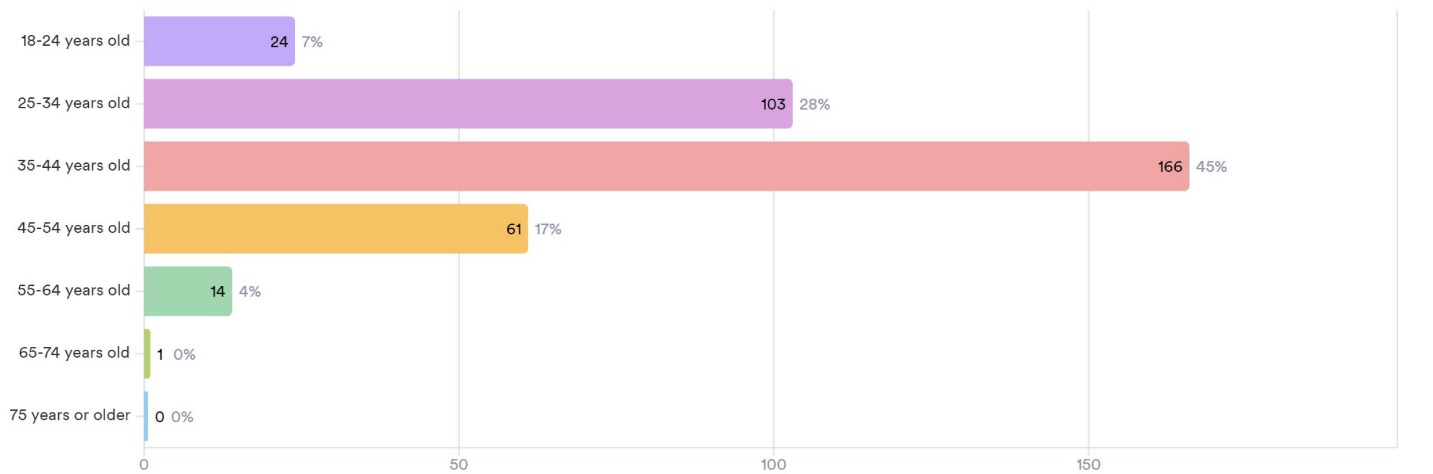 18-24 years old 24 7%
25-34 years old 103 28%
35-44 years old 166 45%
45-54 years old 61 17%
55-64 years old 14 4%
65-74 years old 1 0%
75 years or older 0 0%
0 50 100 150